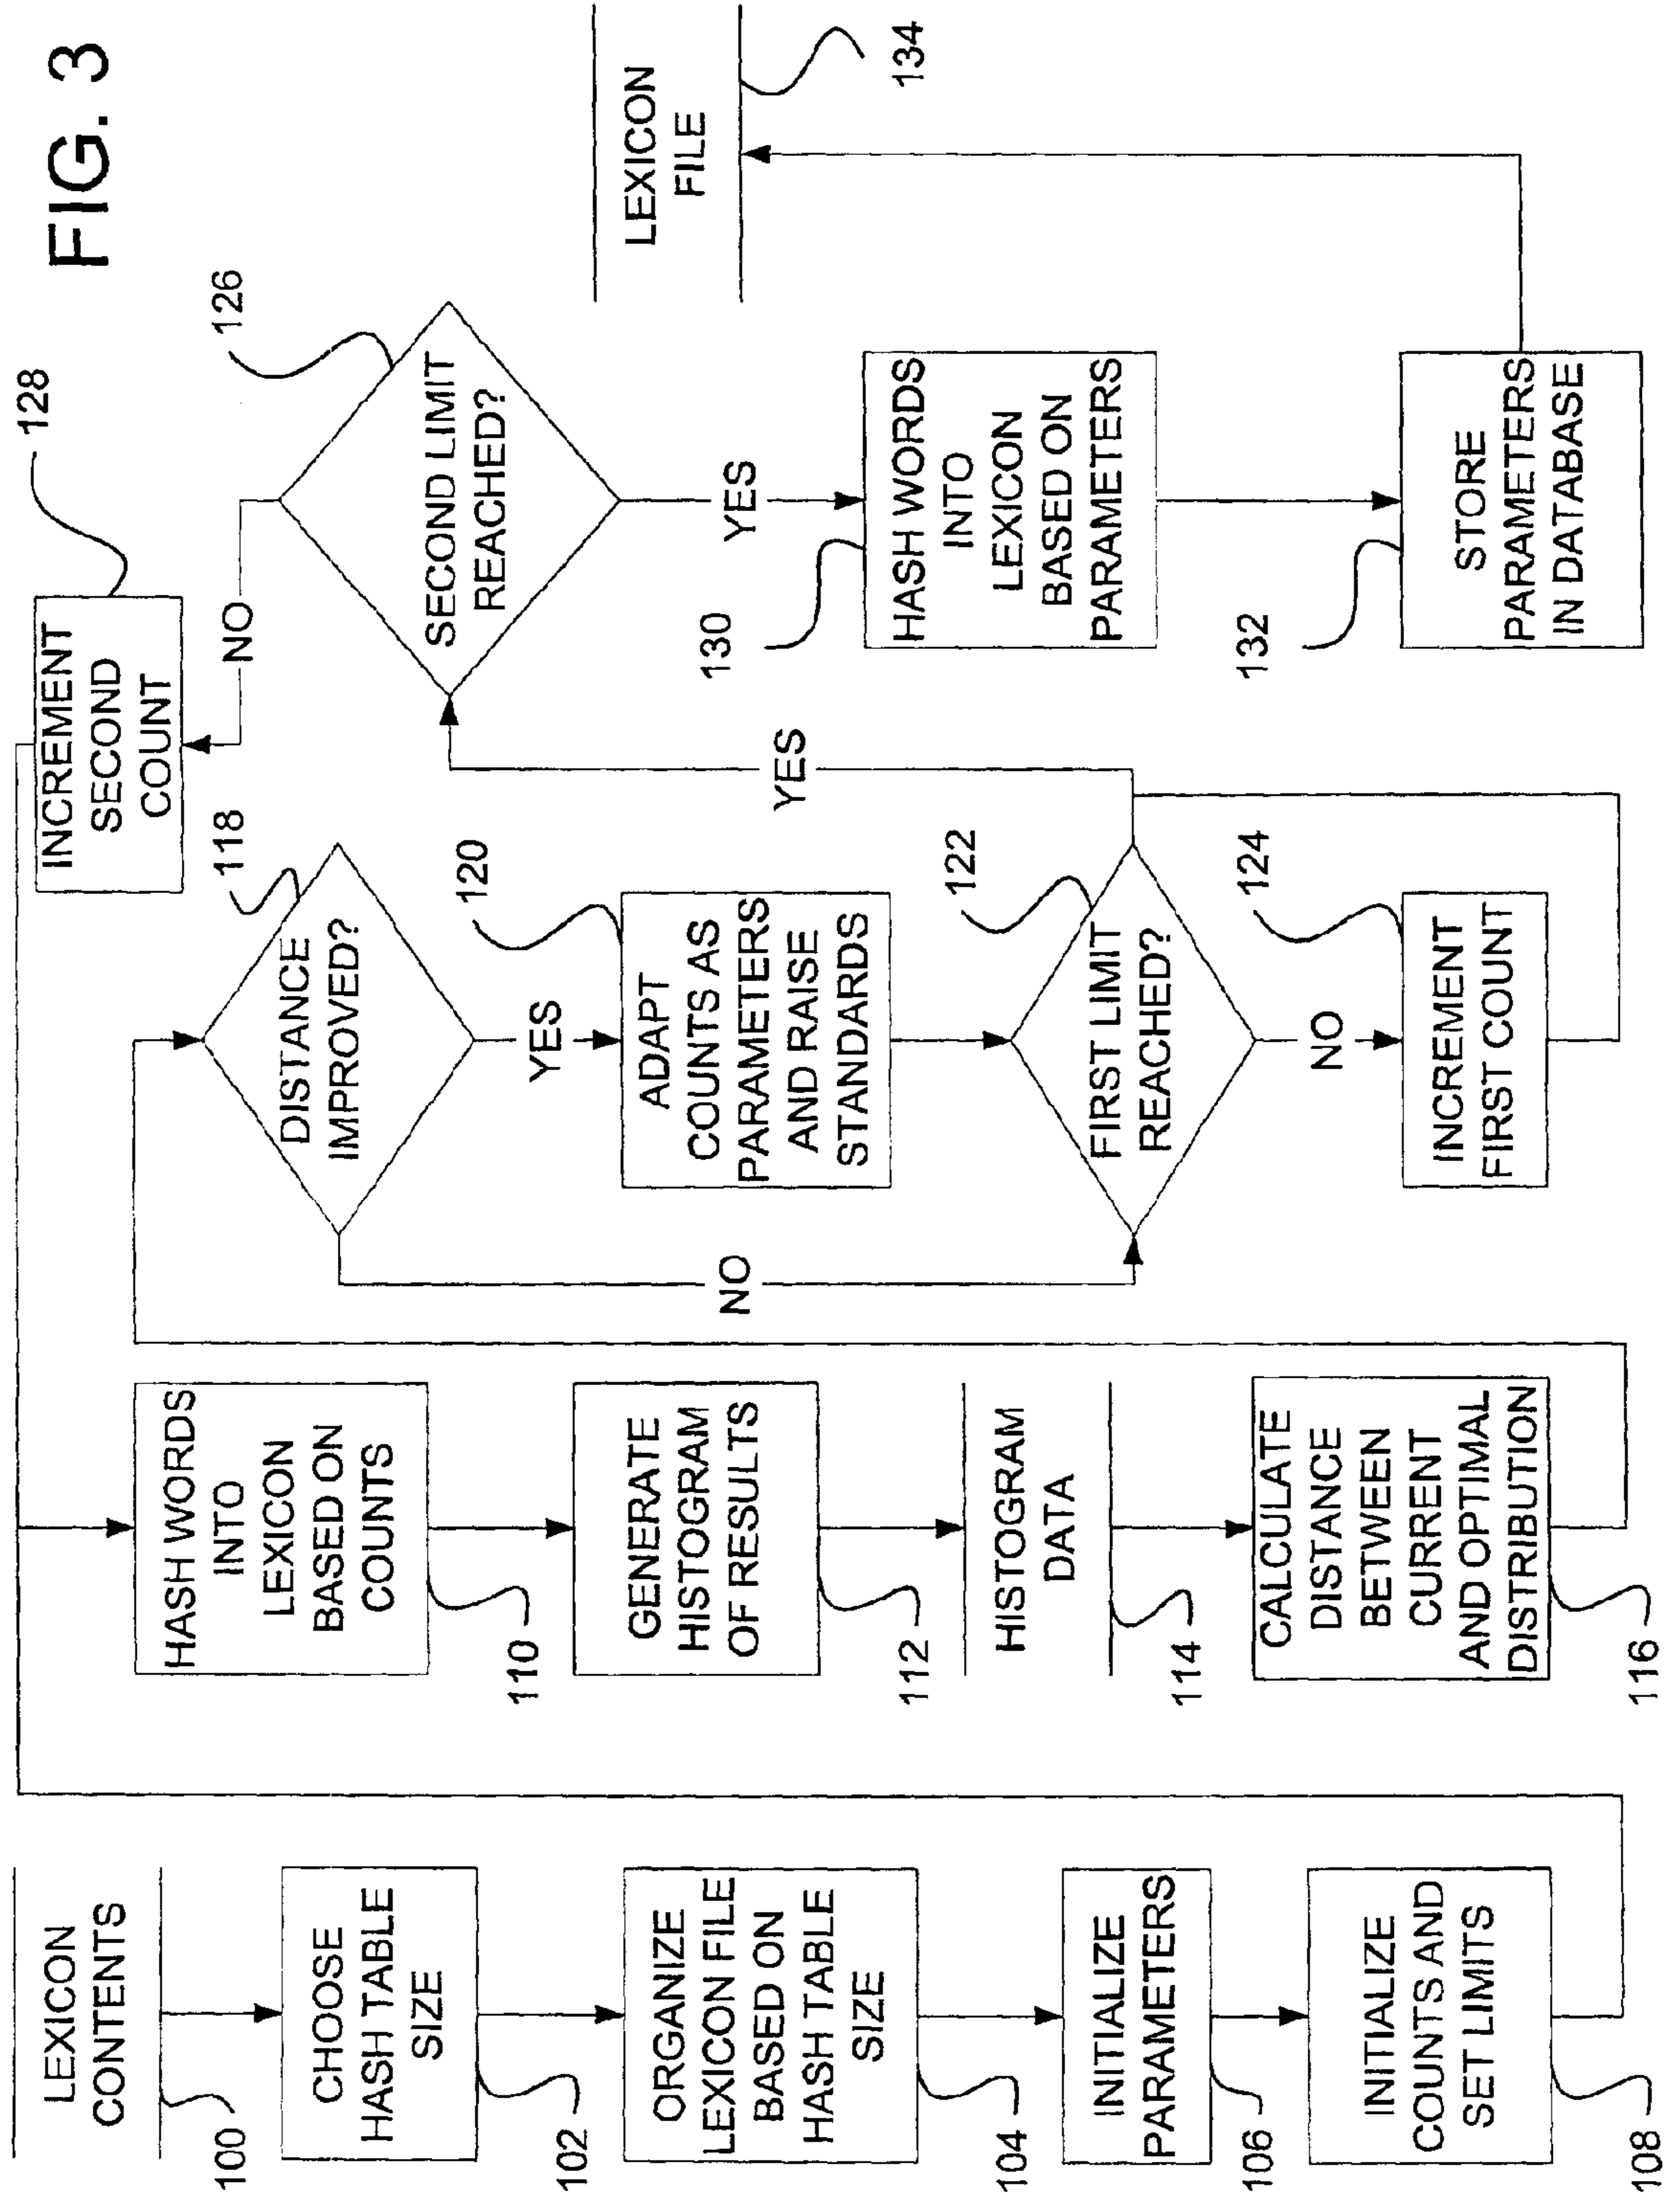 FIG. 3
LEXICON
CONTENTS
100
CHOOSE
HASH TABLE
SIZE
102
ORGANIZE
LEXICON FILE
BASED ON
HASH TABLE
SIZE
104
INITIALIZE
PARAMETERS
106
INITIALIZE
COUNTS AND
SET LIMITS
108
HASH WORDS
INTO
LEXICON
BASED ON
COUNTS
110
GENERATE
HISTOGRAM
OF RESULTS
112
HISTOGRAM
DATA
114
CALCULATE
DISTANCE
BETWEEN
CURRENT
AND OPTIMAL
DISTRIBUTION
116
DISTANCE
IMPROVED?
118
YES
NO
ADAPT
COUNTS AS
PARAMETERS
AND RAISE
STANDARDS
120
FIRST LIMIT
REACHED?
122
YES
NO
INCREMENT
FIRST COUNT
124
SECOND LIMIT
REACHED?
126
NO
INCREMENT
SECOND
COUNT
128
YES
HASH WORDS
INTO
LEXICON
BASED ON
PARAMETERS
130
STORE
PARAMETERS
IN DATABASE
132
LEXICON
FILE
134